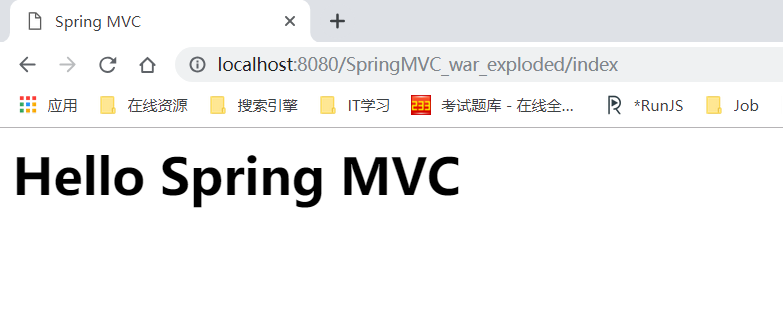 Spring MVC
localhost:8080/SpringMVC_war_exploded/index
应用 在线资源 搜索引擎 IT学习 233 考试题库 - 在线全... *RunJS Job
Hello Spring MVC